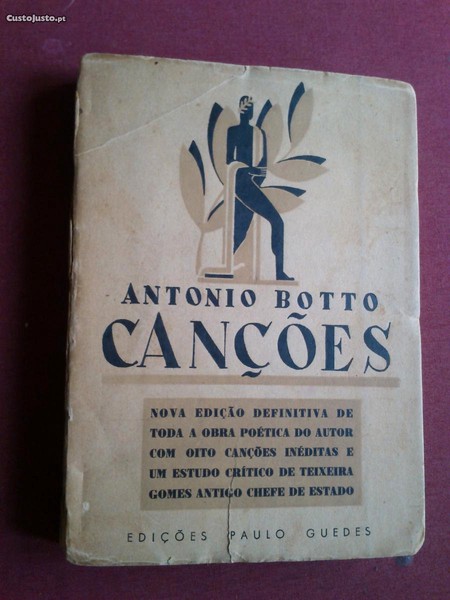 CustoJusto.pt
ANTONIO BOTTO
CANÇÕES
NOVA EDIÇÃO DEFINITIVA DE
TODA A OBRA POÉTICA DO AUTOR
COM OITO CANÇÕES INÉDITAS E
UM ESTUDO CRÍTICO DE TEIXEIRA
GOMES ANTIGO CHEFE DE ESTADO
EDIÇÕES PAULO GUEDES